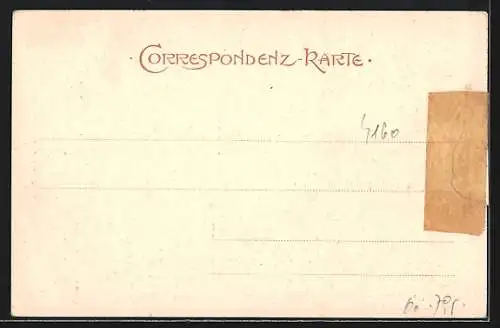 · CORRESPONDENZ-KARTE ·
4160